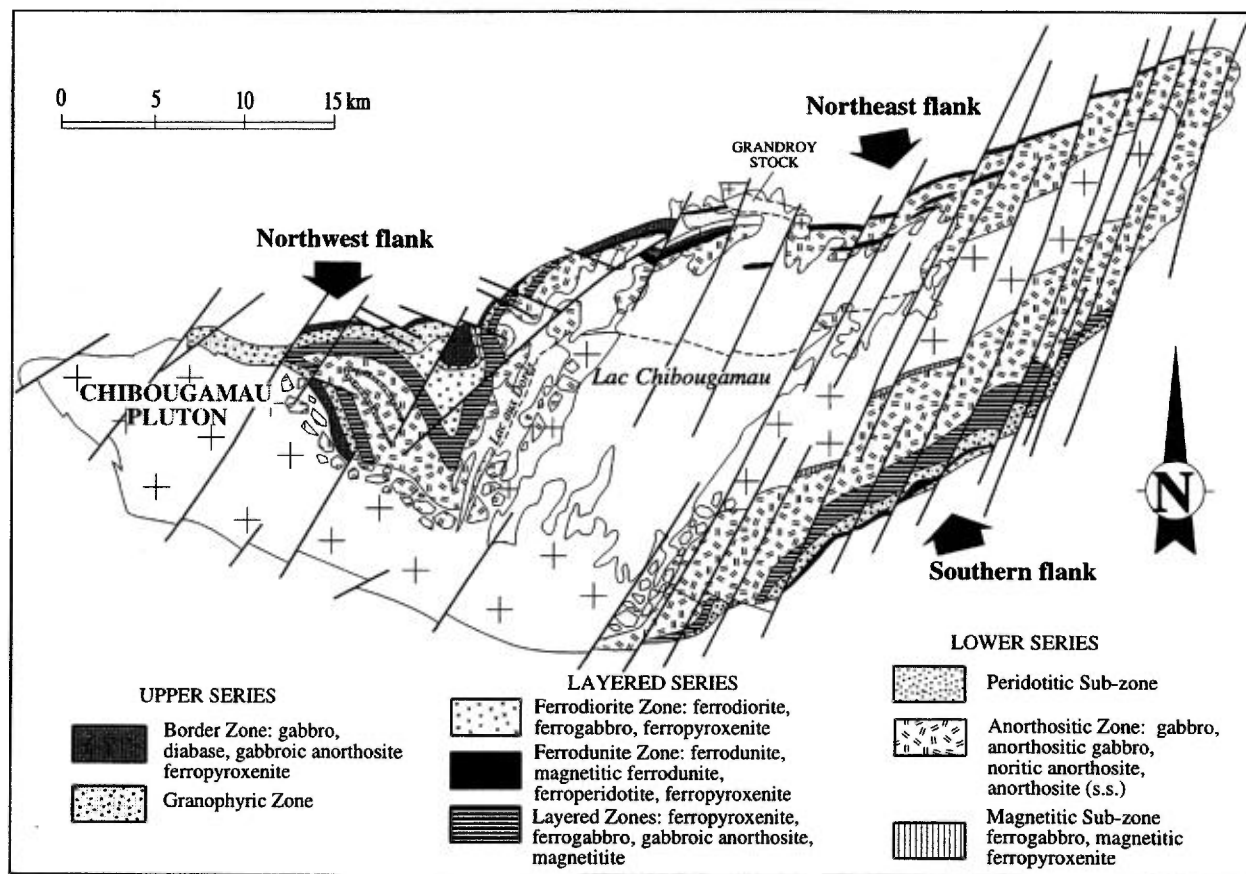 0 5 10 15 km
Northeast flank
GRANDROY
STOCK
Northwest flank
CHIBOUGAMAU
PLUTON
Lac aux Dorés
Lac Chibougamau
N
Southern flank
UPPER SERIES
Border Zone: gabbro,
diabase, gabbroic anorthosite
ferropyroxenite
Granophyric Zone
LAYERED SERIES
Ferrodiorite Zone: ferrodiorite,
ferrogabbro, ferropyroxenite
Ferrodunite Zone: ferrodunite,
magnetitic ferrodunite,
ferroperidotite, ferropyroxenite
Layered Zones: ferropyroxenite,
ferrogabbro, gabbroic anorthosite,
magnetitite
LOWER SERIES
Peridotitic Sub-zone
Anorthositic Zone: gabbro,
anorthositic gabbro,
noritic anorthosite,
anorthosite (s.s.)
Magnetitic Sub-zone
ferrogabbro, magnetitic
ferropyroxenite